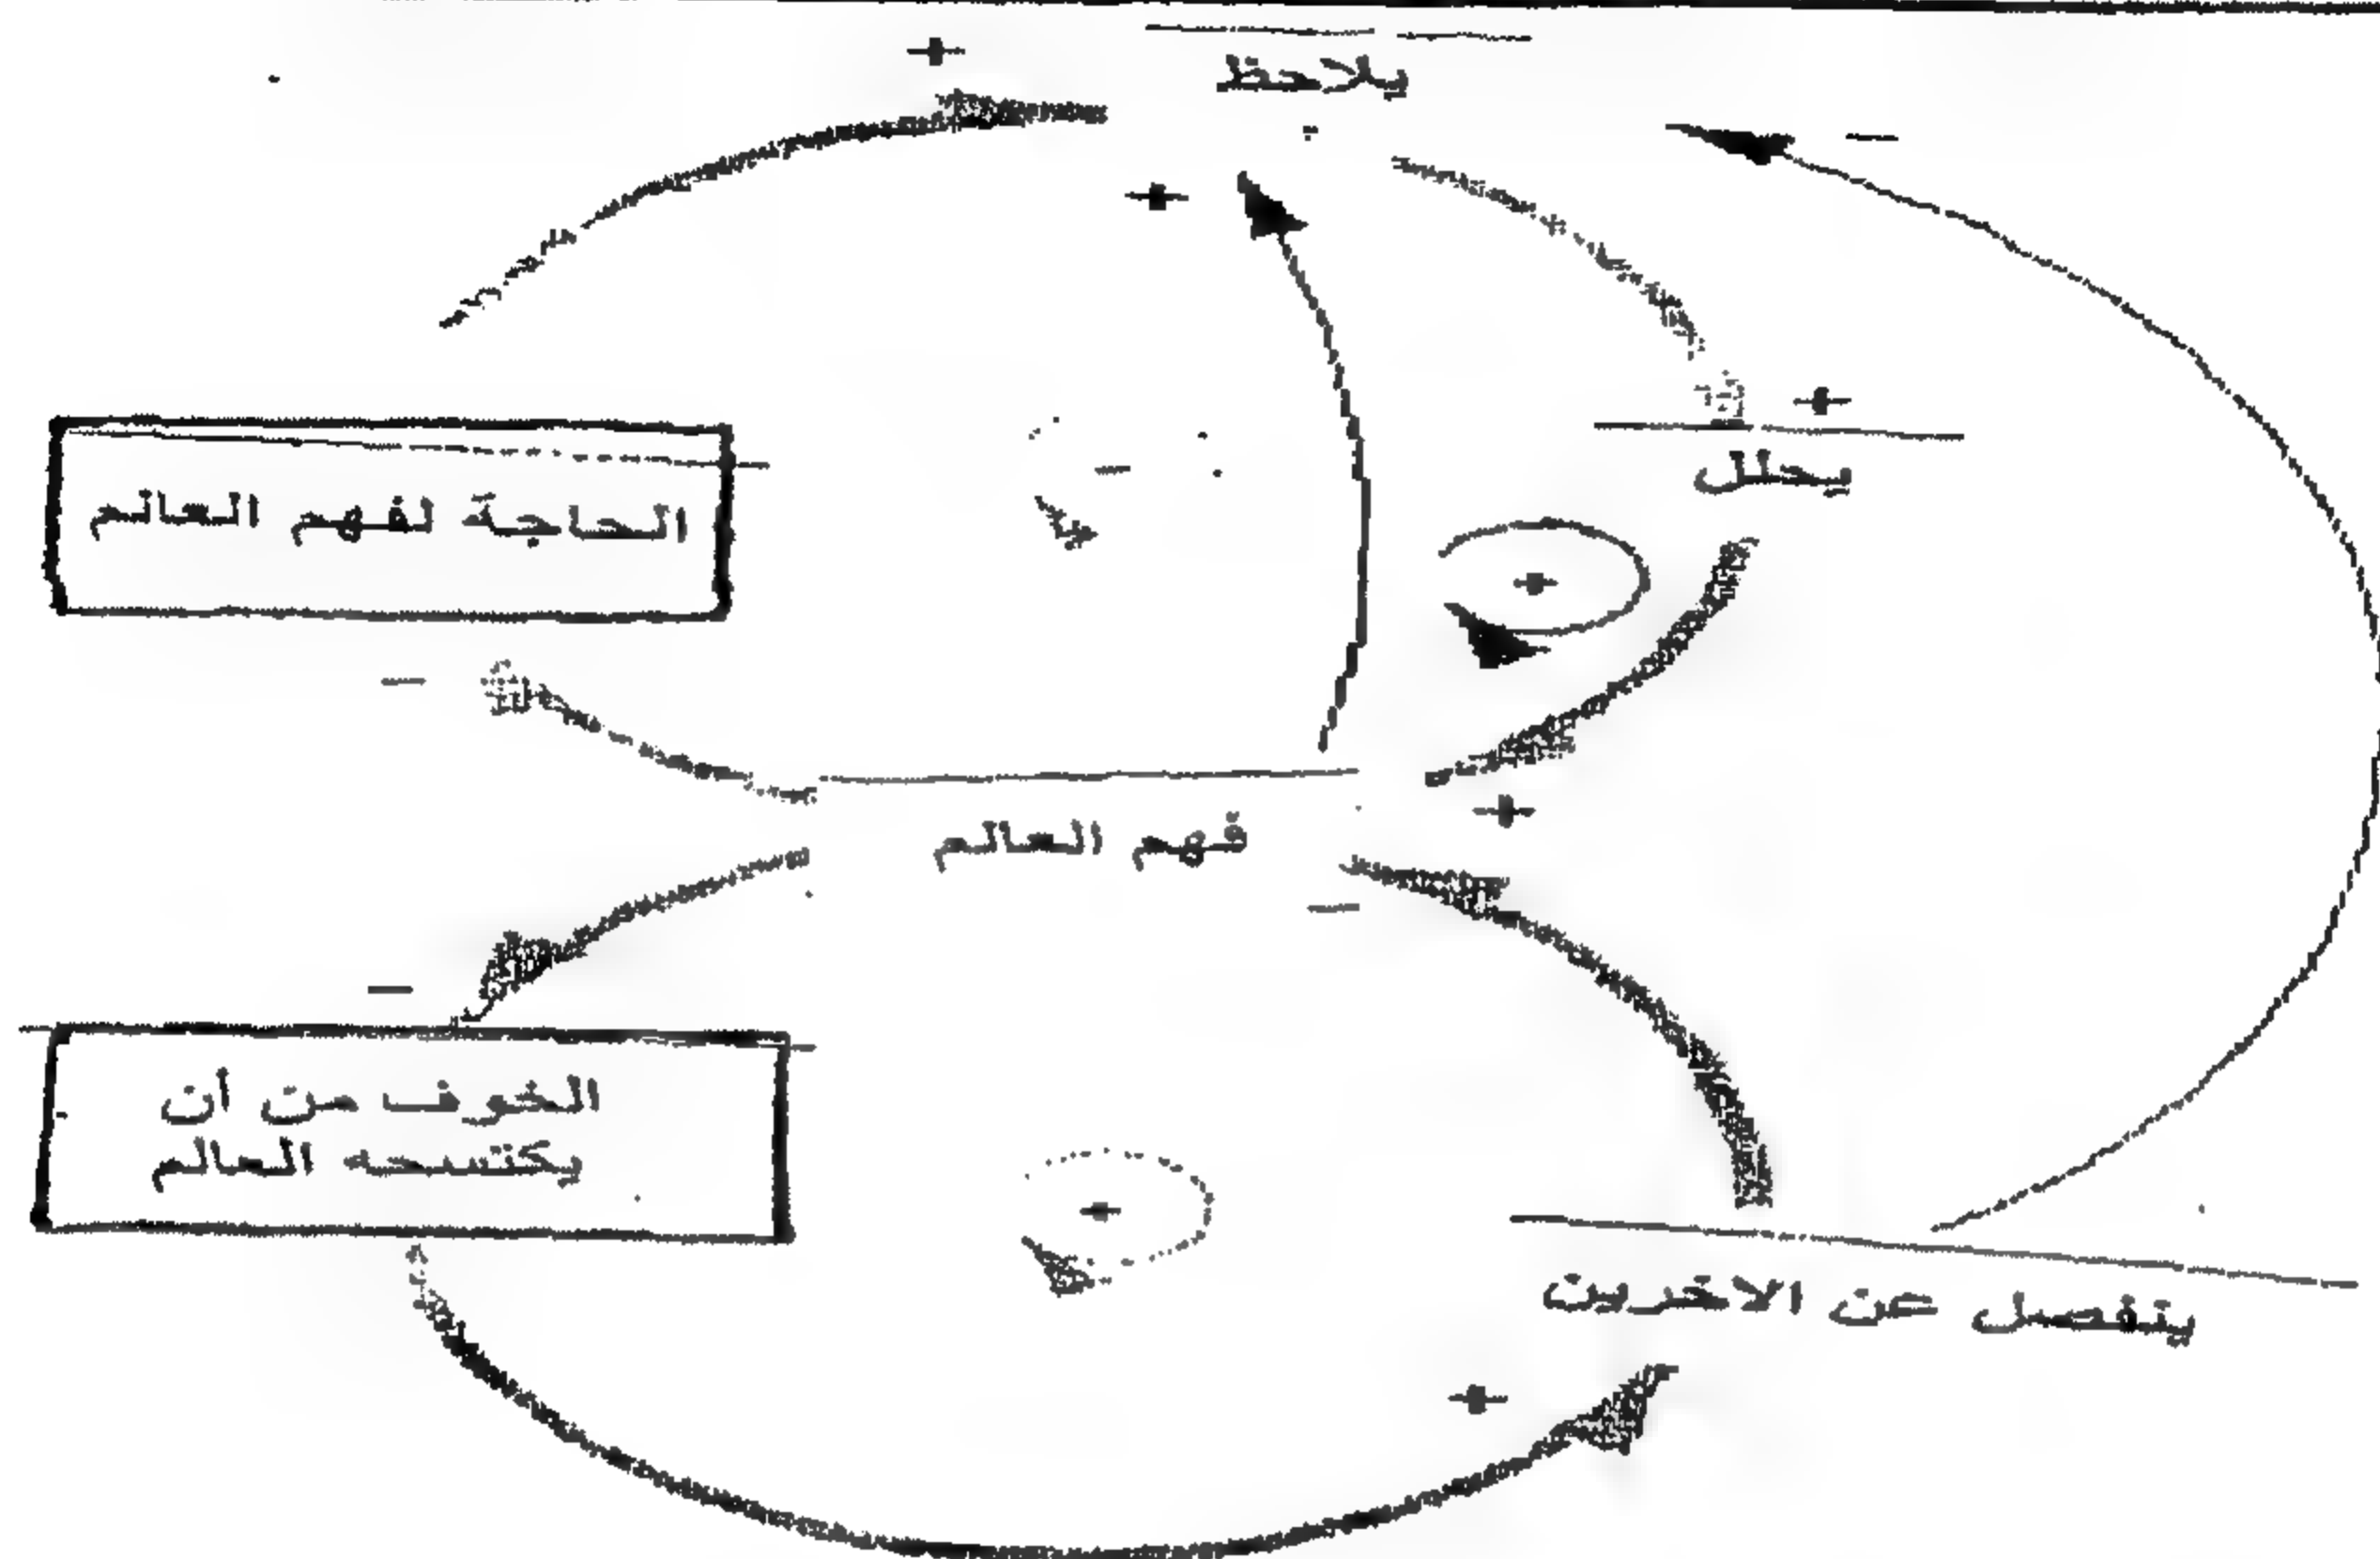 يلاحظ
يحلل
الحاجة لفهم العالم
فهم العالم
الخوف من أن
يكتسحه العالم
ينفصل عن الاخرين